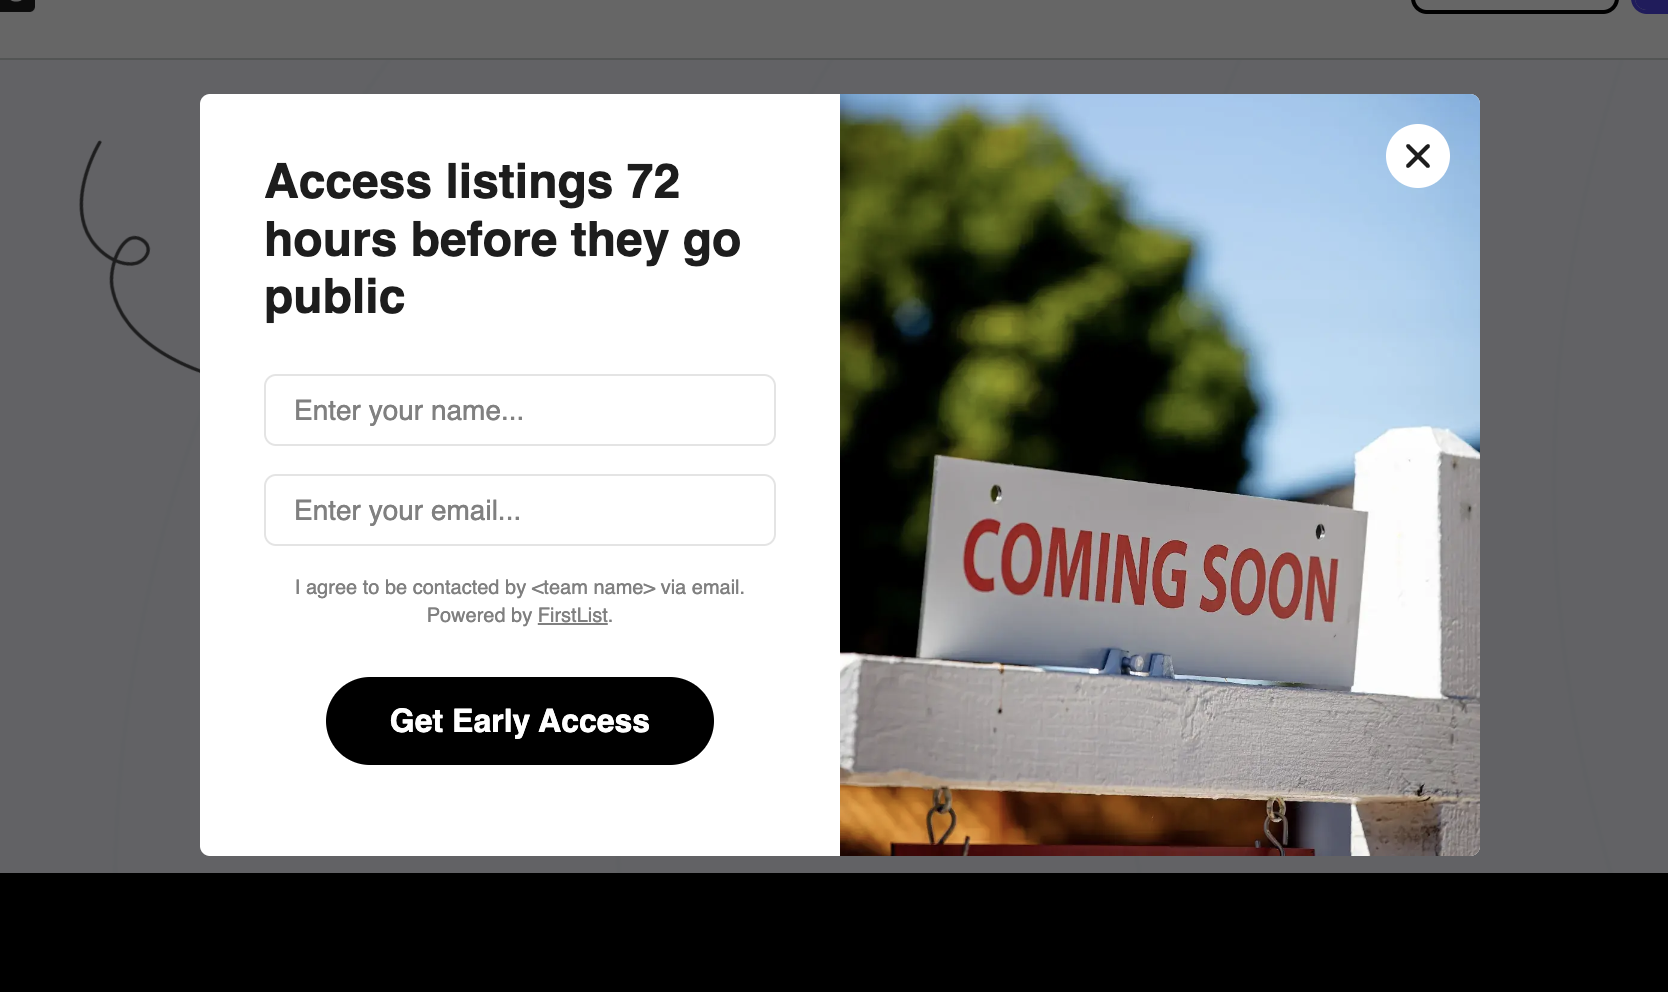 Access listings 72
hours before they go
public
Enter your name...
Enter your email...
I agree to be contacted by <team name> via email.
Powered by FirstList.
Get Early Access
COMING SOON